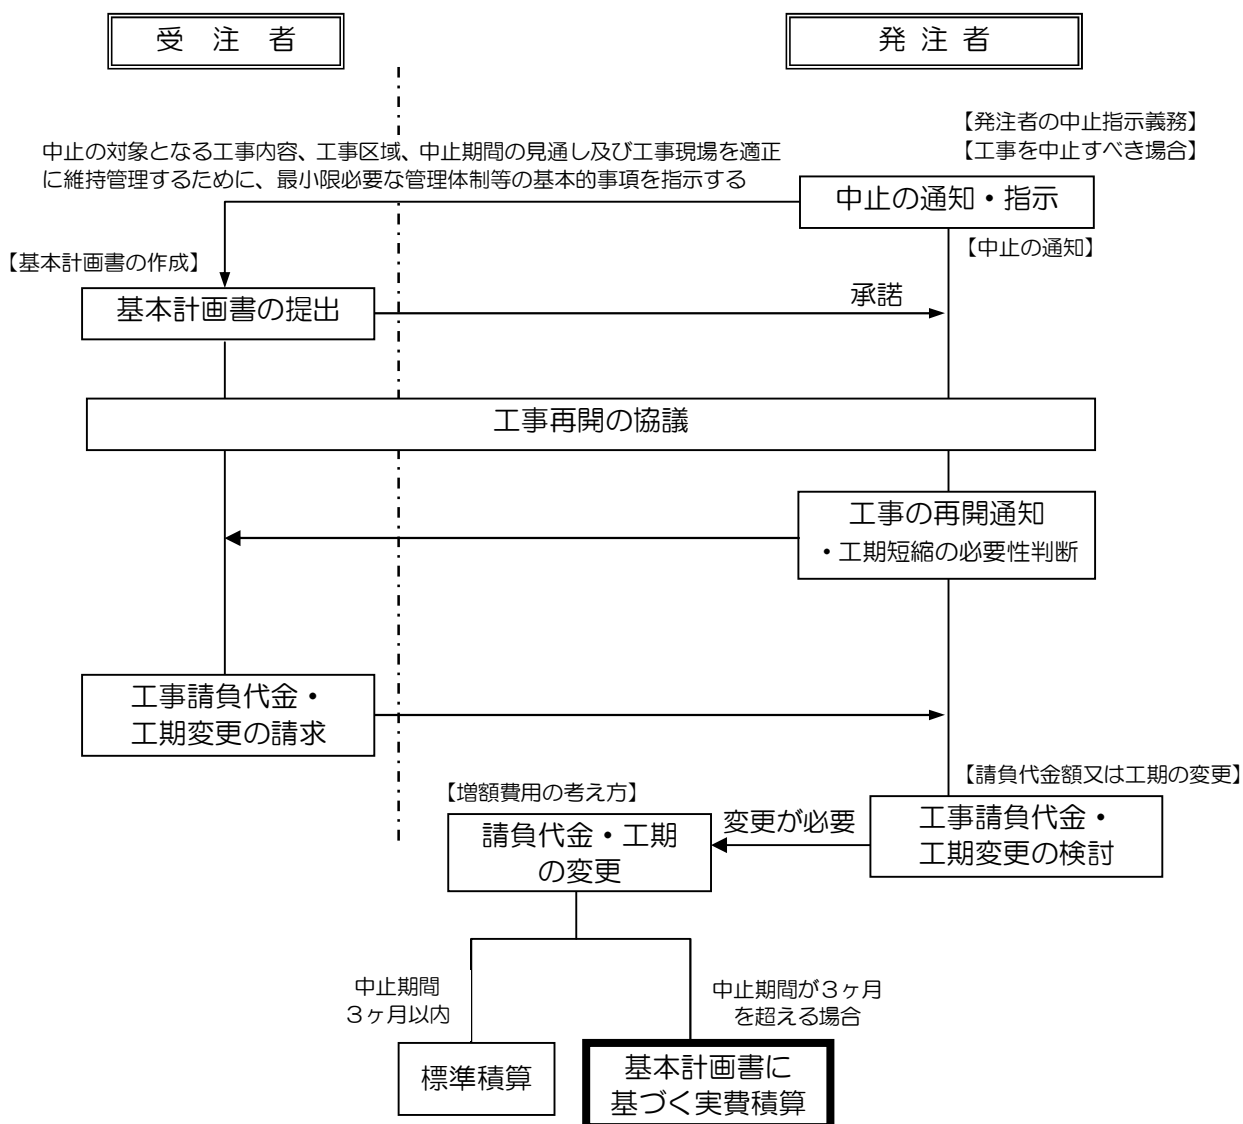 受 注 者
発 注 者
【発注者の中止指示義務】
【工事を中止すべき場合】
中止の対象となる工事内容、工事区域、中止期間の見通し及び工事現場を適正
に維持管理するために、最小限必要な管理体制等の基本的事項を指示する
中止の通知・指示
【中止の通知】
【基本計画書の作成】
基本計画書の提出
承諾
工事再開の協議
工事の再開通知
・工期短縮の必要性判断
工事請負代金・
工期変更の請求
【請負代金額又は工期の変更】
工事請負代金・
工期変更の検討
変更が必要
【増額費用の考え方】
請負代金・工期
の変更
中止期間
３ヶ月以内
中止期間が３ヶ月
を超える場合
標準積算
基本計画書に
基づく実費積算